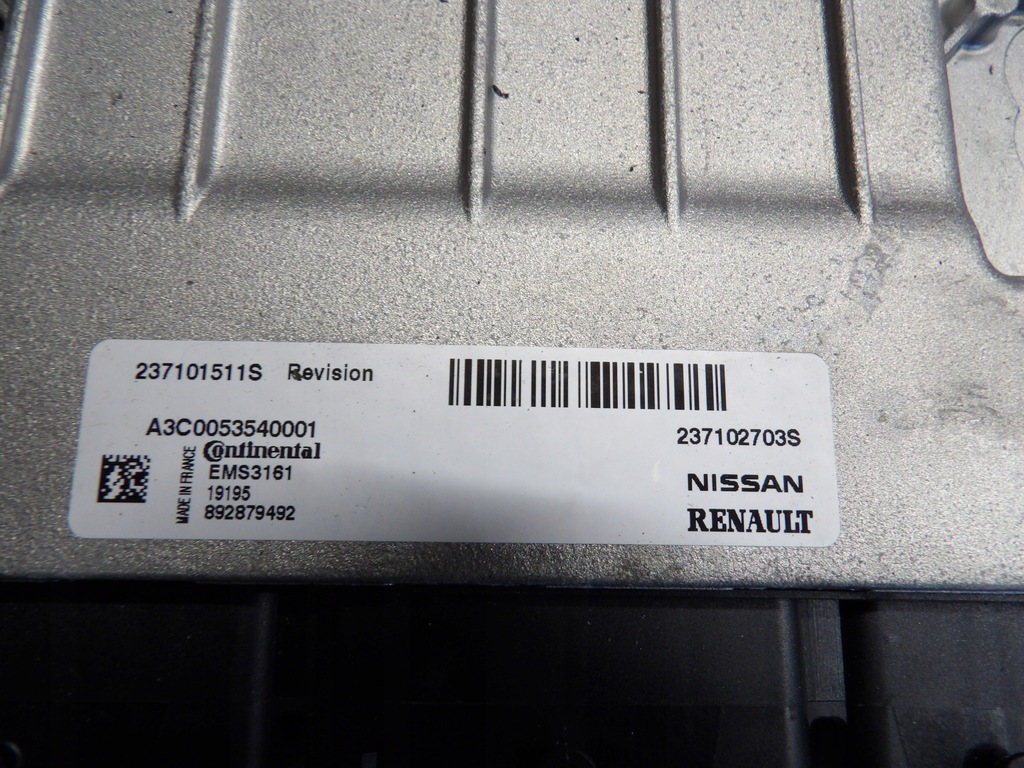 237101511S Revision
A3C0053540001
237102703S
MADE IN FRANCE
Continental
EMS3161
19195
892879492
NISSAN
RENAULT